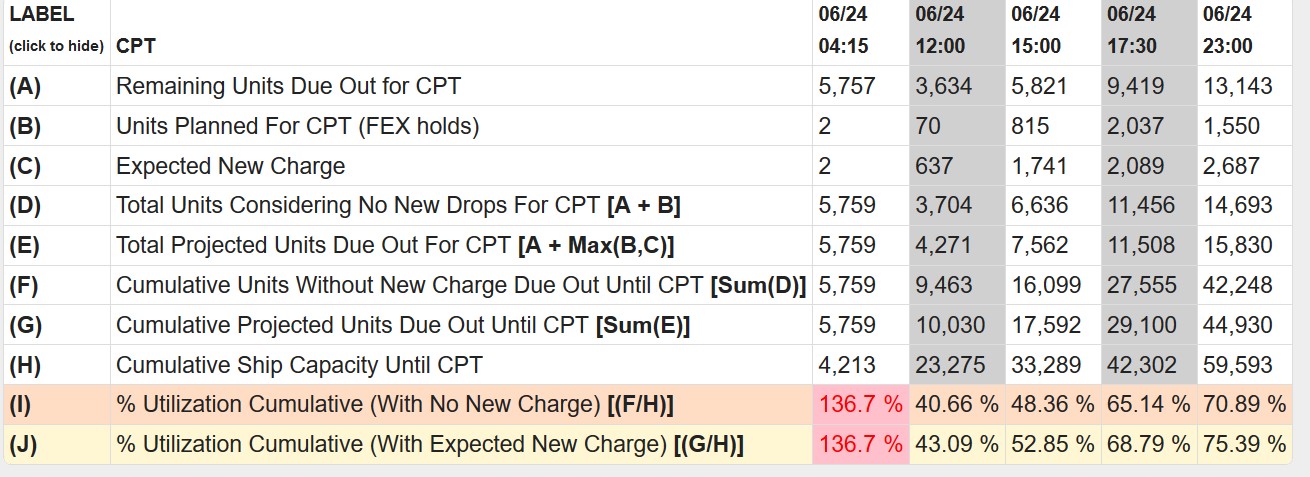 LABEL 06/24 06/24 06/24 06/24 06/24
(click to hide) CPT 04:15 12:00 15:00 17:30 23:00
(A) Remaining Units Due Out for CPT 5,757 3,634 5,821 9,419 13,143
(B) Units Planned For CPT (FEX holds) 2 70 815 2,037 1,550
(C) Expected New Charge 2 637 1,741 2,089 2,687
(D) Total Units Considering No New Drops For CPT [A + B] 5,759 3,704 6,636 11,456 14,693
(E) Total Projected Units Due Out For CPT [A + Max(B,C)] 5,759 4,271 7,562 11,508 15,830
(F) Cumulative Units Without New Charge Due Out Until CPT [Sum(D)] 5,759 9,463 16,099 27,555 42,248
(G) Cumulative Projected Units Due Out Until CPT [Sum(E)] 5,759 10,030 17,592 29,100 44,930
(H) Cumulative Ship Capacity Until CPT 4,213 23,275 33,289 42,302 59,593
(I) % Utilization Cumulative (With No New Charge) [(F/H)] 136.7 % 40.66 % 48.36 % 65.14 % 70.89 %
(J) % Utilization Cumulative (With Expected New Charge) [(G/H)] 136.7 % 43.09 % 52.85 % 68.79 % 75.39 %